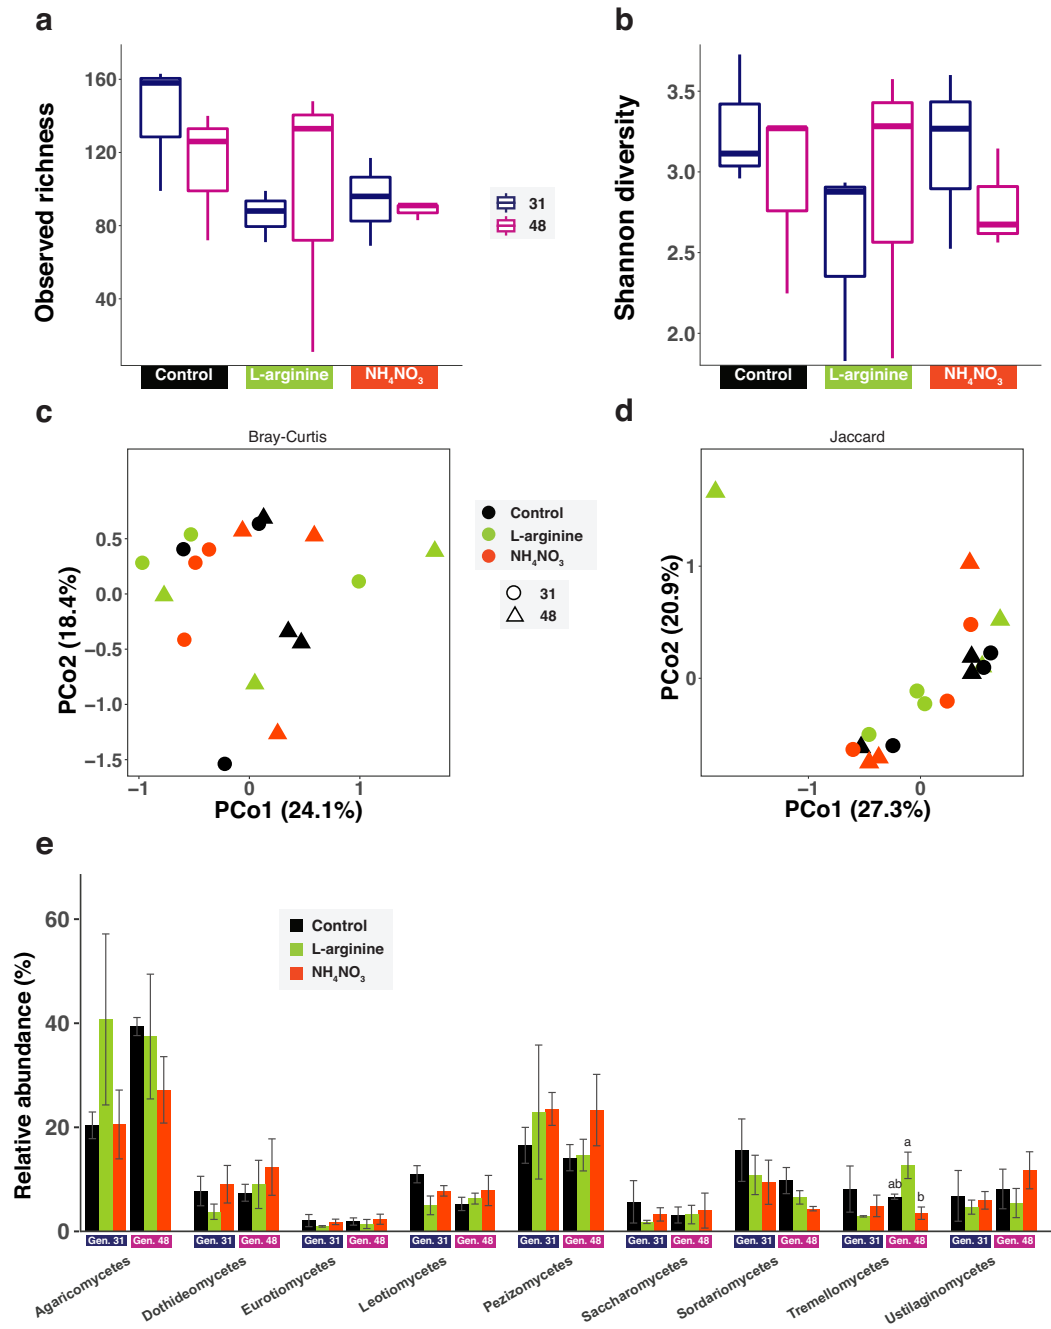 a
Observed richness
160
120
80
40
Control
L-arginine
NH₄NO₃
31
48
b
Shannon diversity
3.5
3.0
2.5
2.0
Control
L-arginine
NH₄NO₃
c
Bray-Curtis
PCo2 (18.4%)
0.5
0.0
−0.5
−1.0
−1.5
−1
0
1
PCo1 (24.1%)
Control
L-arginine
NH₄NO₃
31
48
d
Jaccard
PCo2 (20.9%)
1
0
−1
0
PCo1 (27.3%)
e
Relative abundance (%)
60
40
20
0
Control
L-arginine
NH₄NO₃
a
ab
b
Gen. 31 Gen. 48
Gen. 31 Gen. 48
Gen. 31 Gen. 48
Gen. 31 Gen. 48
Gen. 31 Gen. 48
Gen. 31 Gen. 48
Gen. 31 Gen. 48
Gen. 31 Gen. 48
Gen. 31 Gen. 48
Agaricomycetes
Dothideomycetes
Eurotiomycetes
Leotiomycetes
Pezizomycetes
Saccharomycetes
Sordariomycetes
Tremellomycetes
Ustilaginomycetes